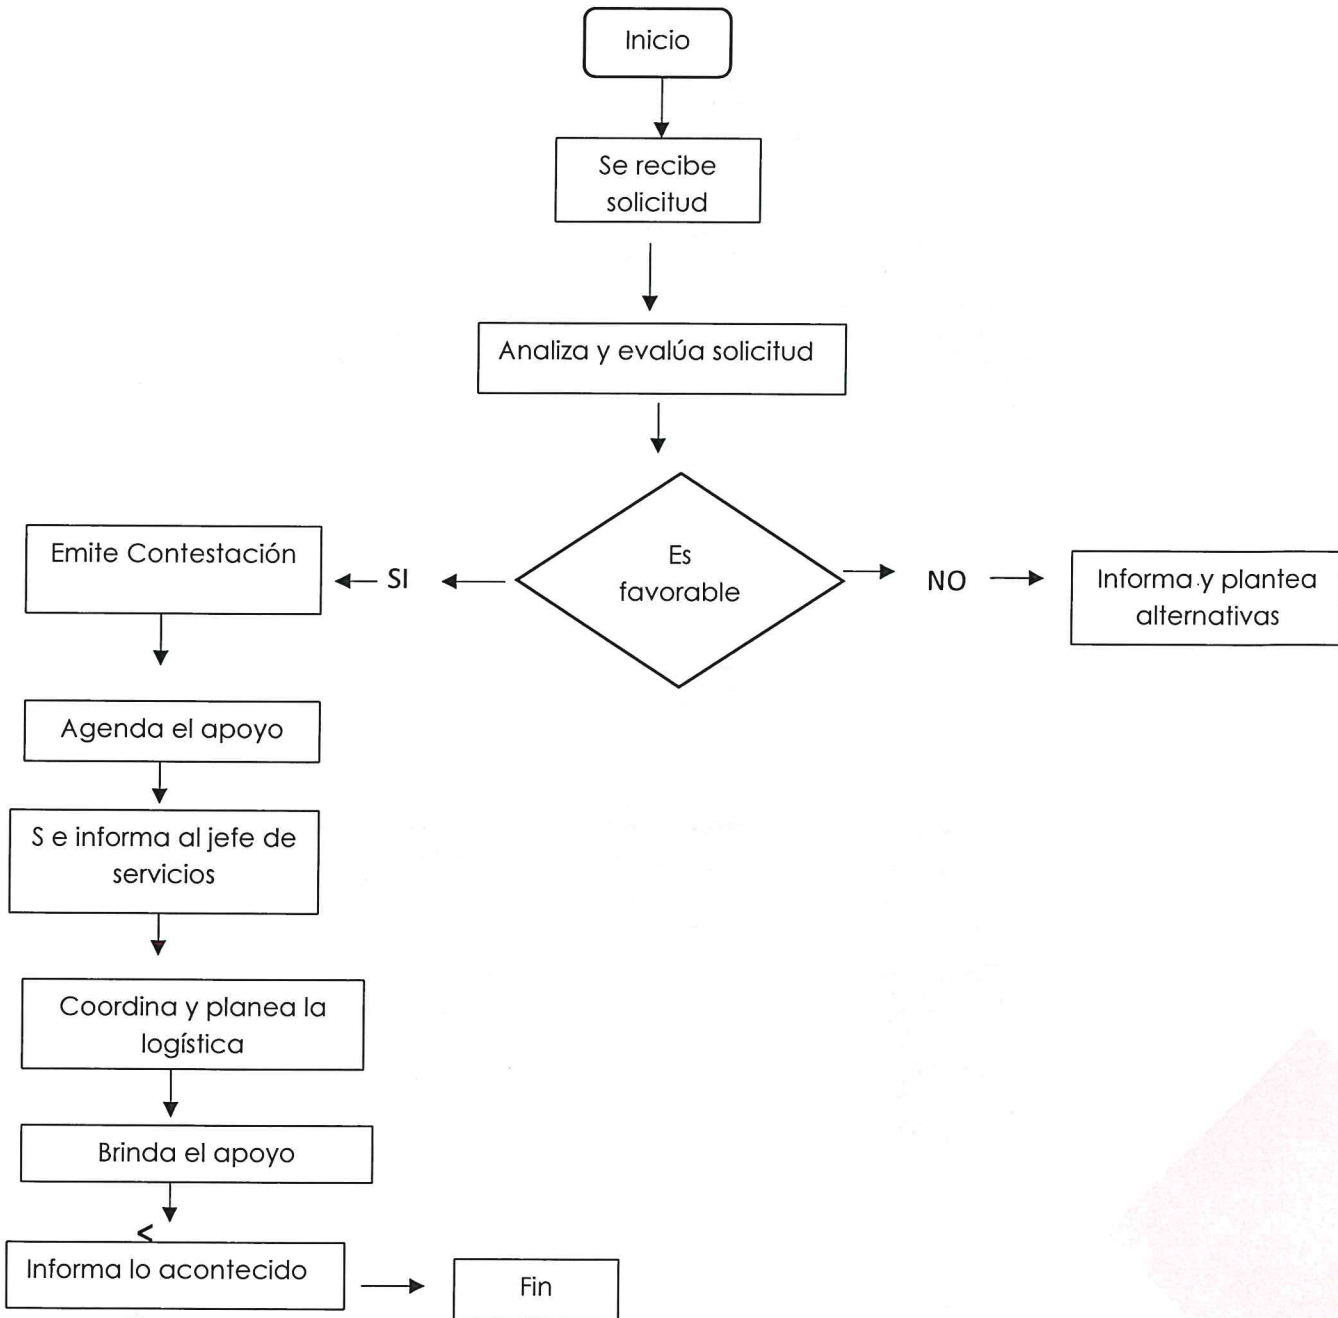 Inicio
Se recibe
solicitud
Analiza y evalúa solicitud
Es
favorable
SI
NO
Emite Contestación
Informa y plantea
alternativas
Agenda el apoyo
S e informa al jefe de
servicios
Coordina y planea la
logística
Brinda el apoyo
<
Informa lo acontecido
Fin